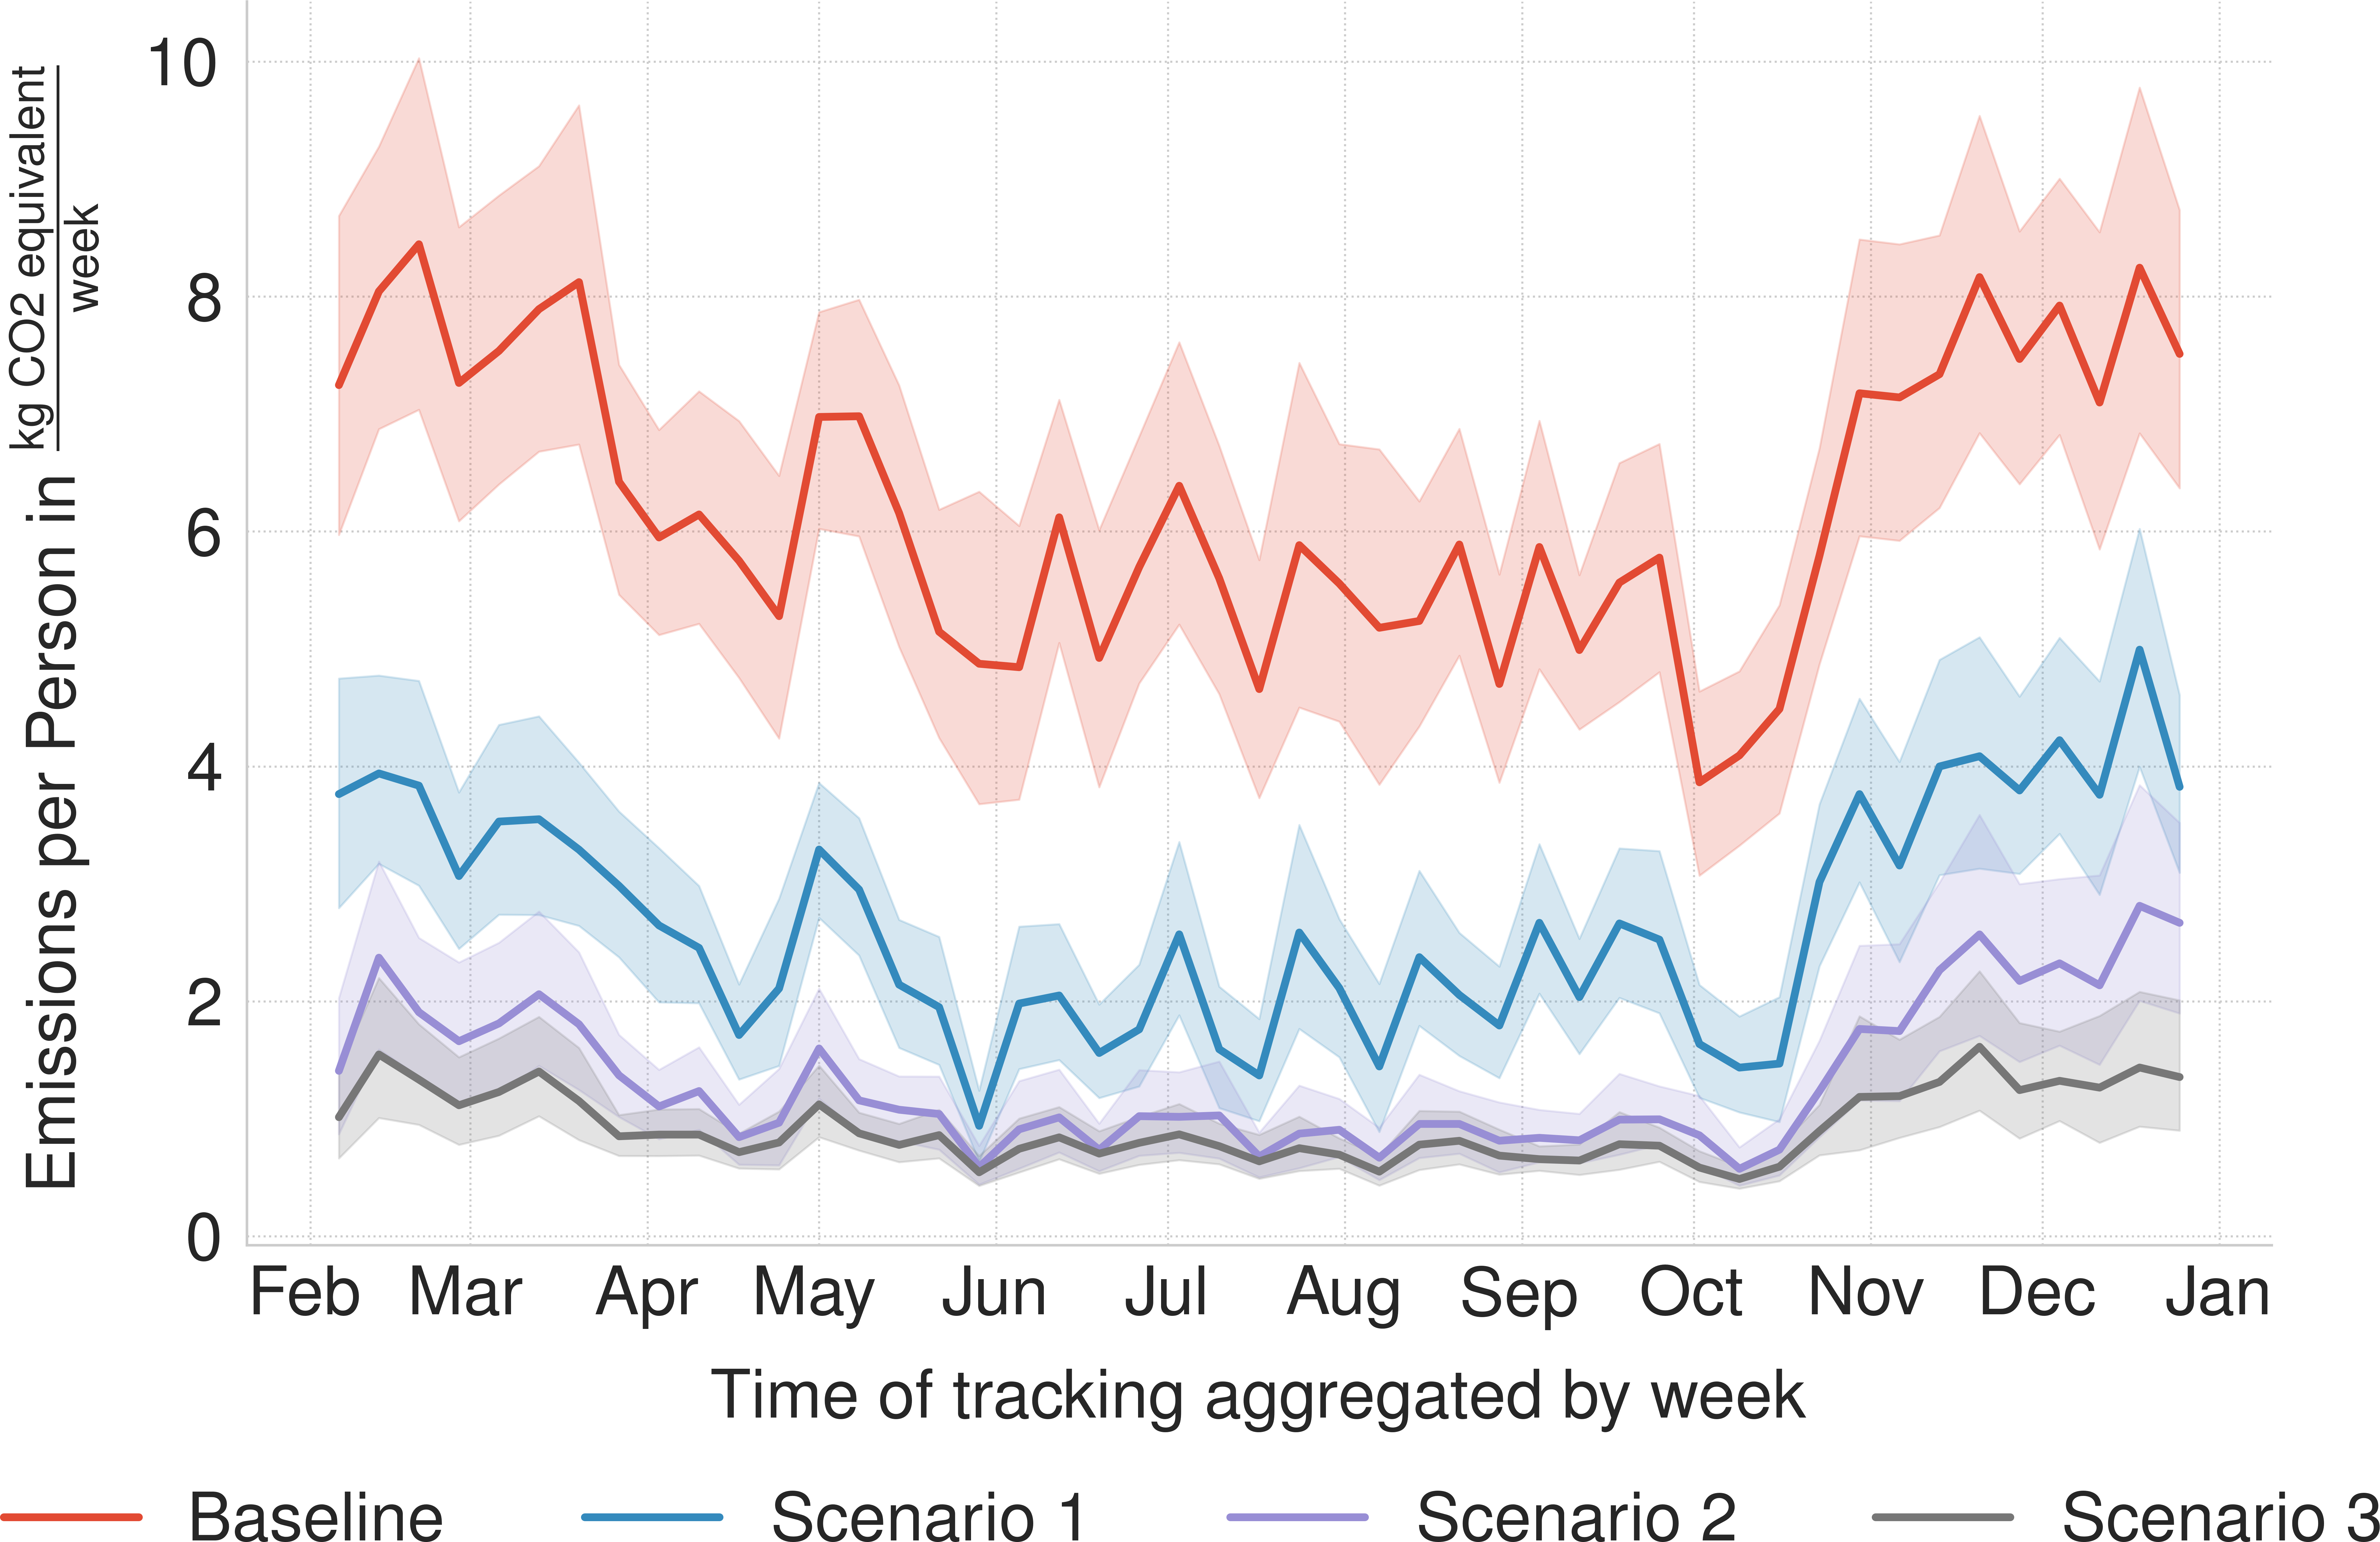 Emissions per Person in kg CO2 equivalent
week
10
8
6
4
2
0
Feb Mar Apr May Jun Jul Aug Sep Oct Nov Dec Jan
Time of tracking aggregated by week
Baseline Scenario 1 Scenario 2 Scenario 3